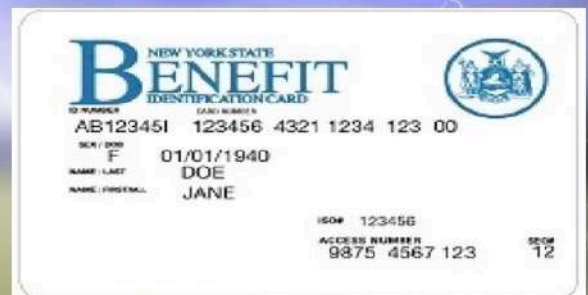 NEW YORK STATE
BENEFIT
IDENTIFICATION CARD
ID NUMBER CARD NUMBER
AB12345I 123456 4321 1234 123 00
SEX / DOB
F 01/01/1940
NAME: LAST DOE
NAME: FIRST/M.I. JANE
ISO# 123456
ACCESS NUMBER SEQ#
9875 4567 123 12